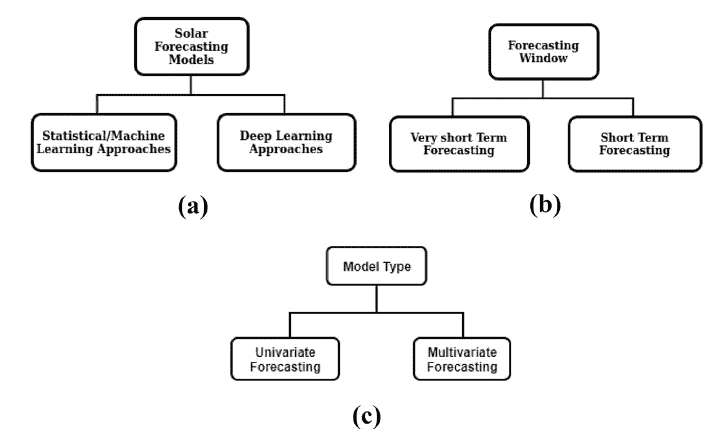 Solar
Forecasting
Models
Statistical/Machine
Learning Approaches
Deep Learning
Approaches
(a)
Forecasting
Window
Very short Term
Forecasting
Short Term
Forecasting
(b)
Model Type
Univariate
Forecasting
Multivariate
Forecasting
(c)